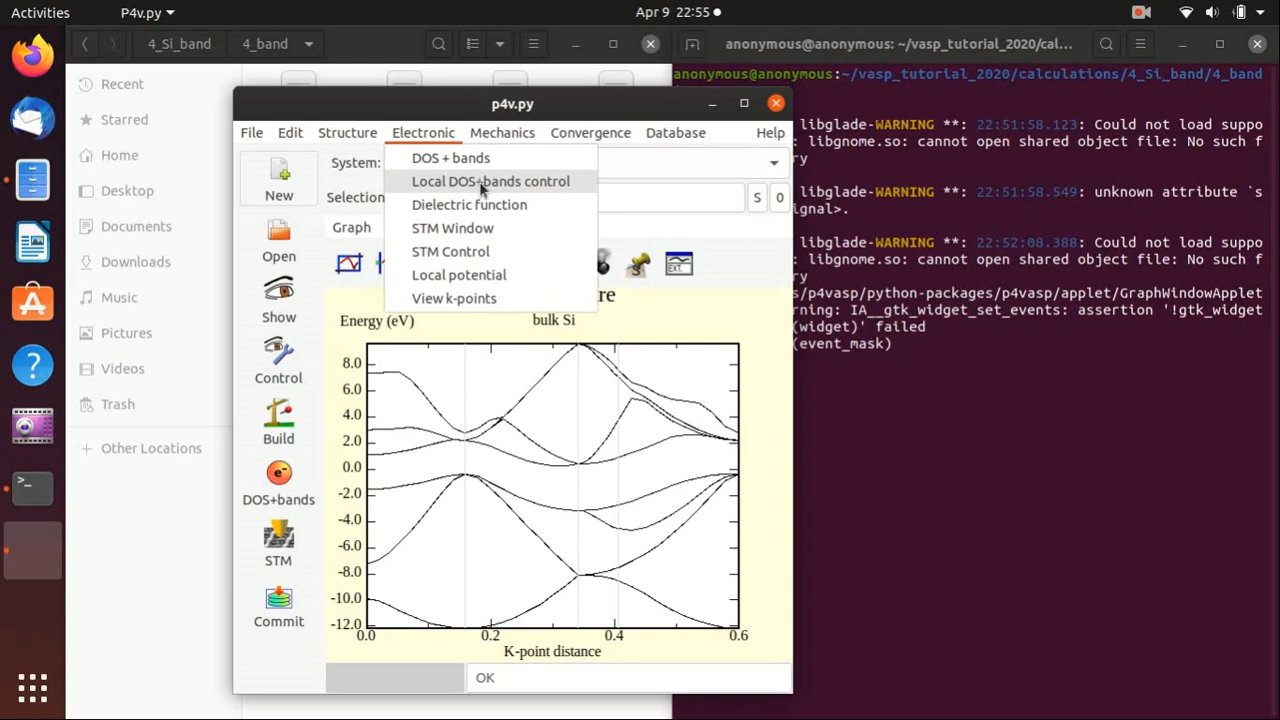 Activities
P4v.py
Apr 9 22:55
4_Si_band
4_band
anonymous@anonymous: ~/vasp_tutorial_2020/cal...
Recent
Starred
Home
Desktop
Documents
Downloads
Music
Pictures
Videos
Trash
Other Locations
p4v.py
File Edit Structure Electronic Mechanics Convergence Database Help
New
Open
Show
Control
Build
DOS+bands
STM
Commit
System:
Selection
S 0
Graph
EXT.
DOS + bands
Local DOS+bands control
Dielectric function
STM Window
STM Control
Local potential
View k-points
re
Energy (eV)
bulk Si
8.0
6.0
4.0
2.0
0.0
-2.0
-4.0
-6.0
-8.0
-10.0
-12.0
0.0 0.2 0.4 0.6
K-point distance
OK
anonymous@anonymous:~/vasp_tutorial_2020/calculations/4_Si_band/4_band
libglade-WARNING **: 22:51:58.123: Could not load suppo
libgnome.so: cannot open shared object file: No such fi
ry
libglade-WARNING **: 22:51:58.549: unknown attribute `s
ignal>.
libglade-WARNING **: 22:52:08.388: Could not load suppo
libgnome.so: cannot open shared object file: No such fi
ry
s/p4vasp/python-packages/p4vasp/applet/GraphWindowApplet
rning: IA__gtk_widget_set_events: assertion '!gtk_widget
(widget)' failed
(event_mask)